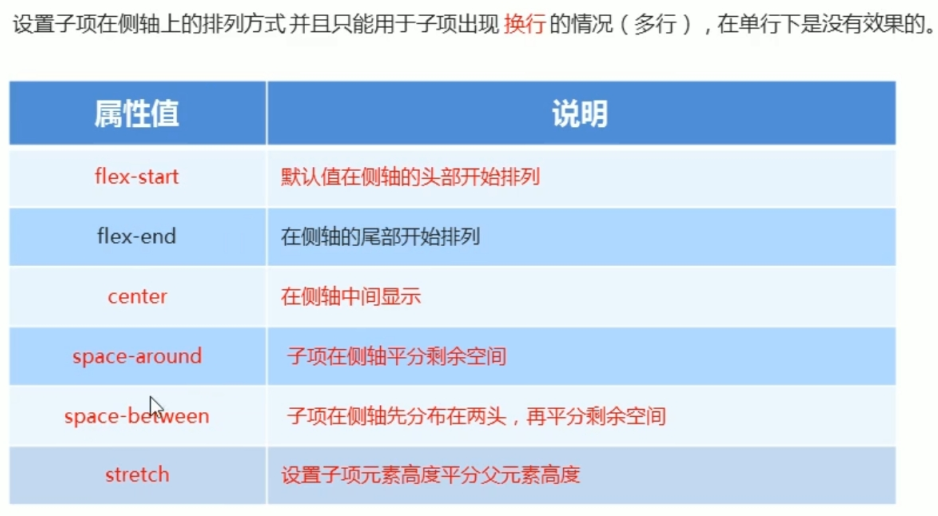 设置子项在侧轴上的排列方式 并且只能用于子项出现 换行 的情况（多行），在单行下是没有效果的。
属性值 说明
flex-start 默认值在侧轴的头部开始排列
flex-end 在侧轴的尾部开始排列
center 在侧轴中间显示
space-around 子项在侧轴平分剩余空间
space-between 子项在侧轴先分布在两头，再平分剩余空间
stretch 设置子项元素高度平分父元素高度